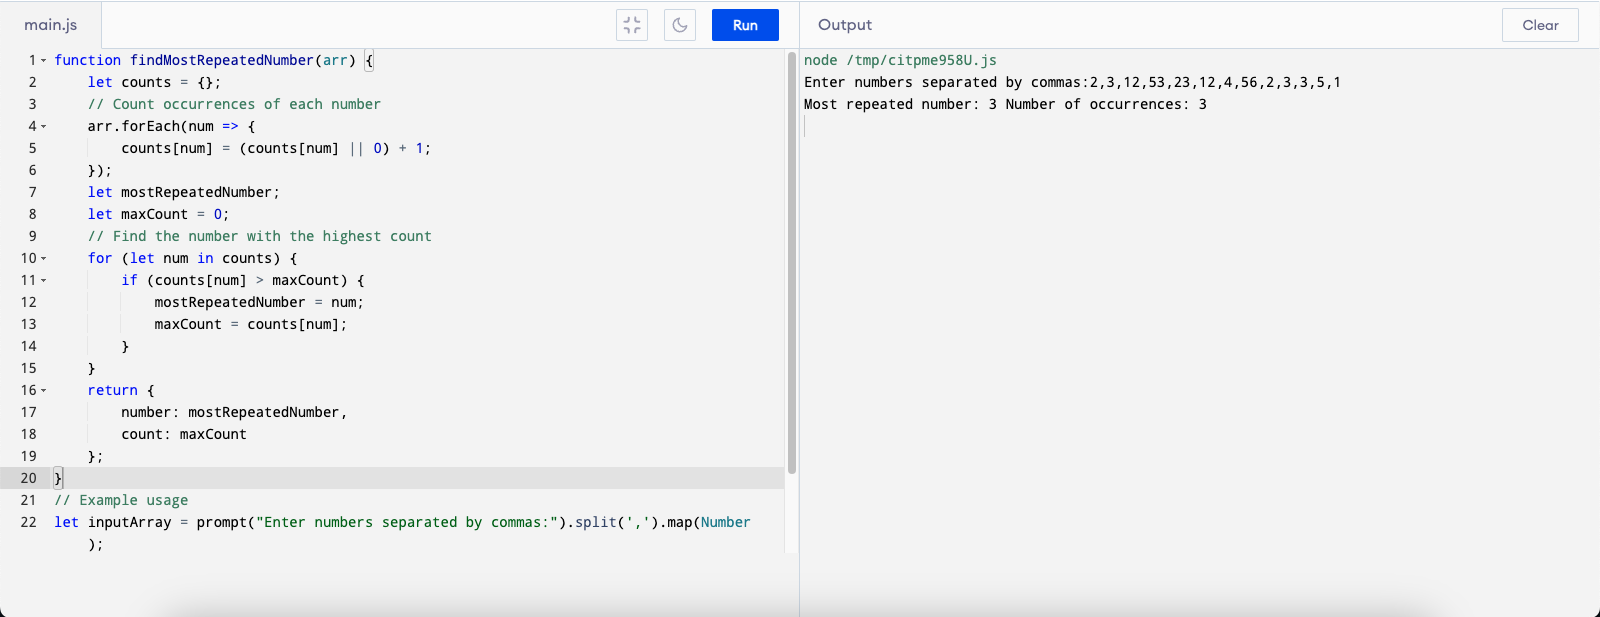 main.js
Run
Output
Clear
1 function findMostRepeatedNumber(arr) {
2 let counts = {};
3 // Count occurrences of each number
4 arr.forEach(num => {
5 counts[num] = (counts[num] || 0) + 1;
6 });
7 let mostRepeatedNumber;
8 let maxCount = 0;
9 // Find the number with the highest count
10 for (let num in counts) {
11 if (counts[num] > maxCount) {
12 mostRepeatedNumber = num;
13 maxCount = counts[num];
14 }
15 }
16 return {
17 number: mostRepeatedNumber,
18 count: maxCount
19 };
20 }
21 // Example usage
22 let inputArray = prompt("Enter numbers separated by commas:").split(',').map(Number
);
node /tmp/citpme958U.js
Enter numbers separated by commas:2,3,12,53,23,12,4,56,2,3,3,5,1
Most repeated number: 3 Number of occurrences: 3